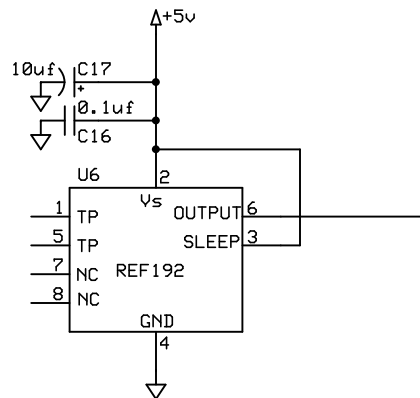 +5v
10uf C17
+
0.1uf
C16
U6
2
Vs
1 TP OUTPUT 6
5 TP SLEEP 3
7 NC REF192
8 NC
GND
4